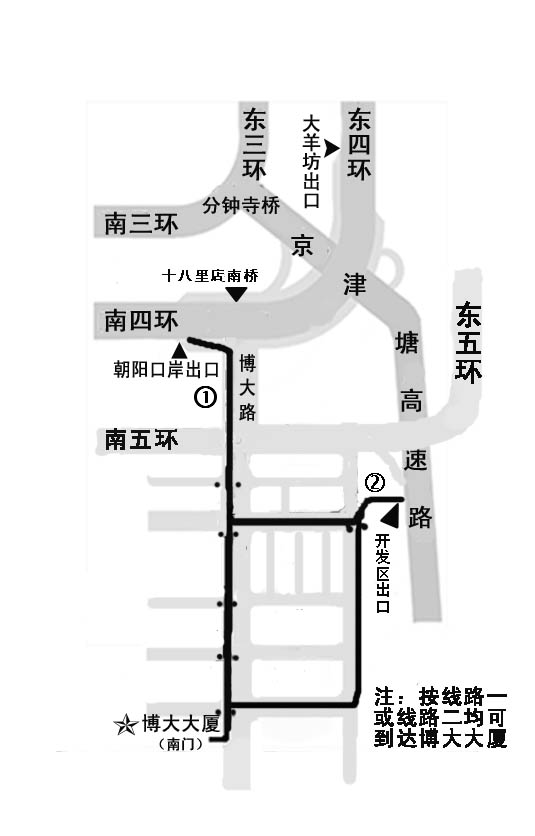 东三环
大羊坊出口
东四环
分钟寺桥
南三环
京津塘高速路
十八里店南桥
南四环
东五环
朝阳口岸出口
博大路
①
南五环
②
开发区出口
注：按线路一
或线路二均可
到达博大大厦
博大大厦
（南门）